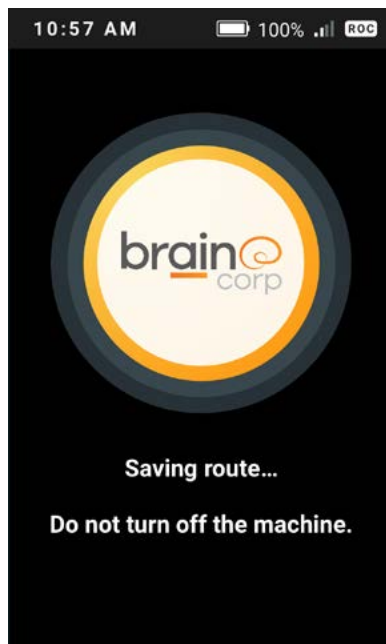 10:57 AM 100% ROC
brain
corp
Saving route...
Do not turn off the machine.